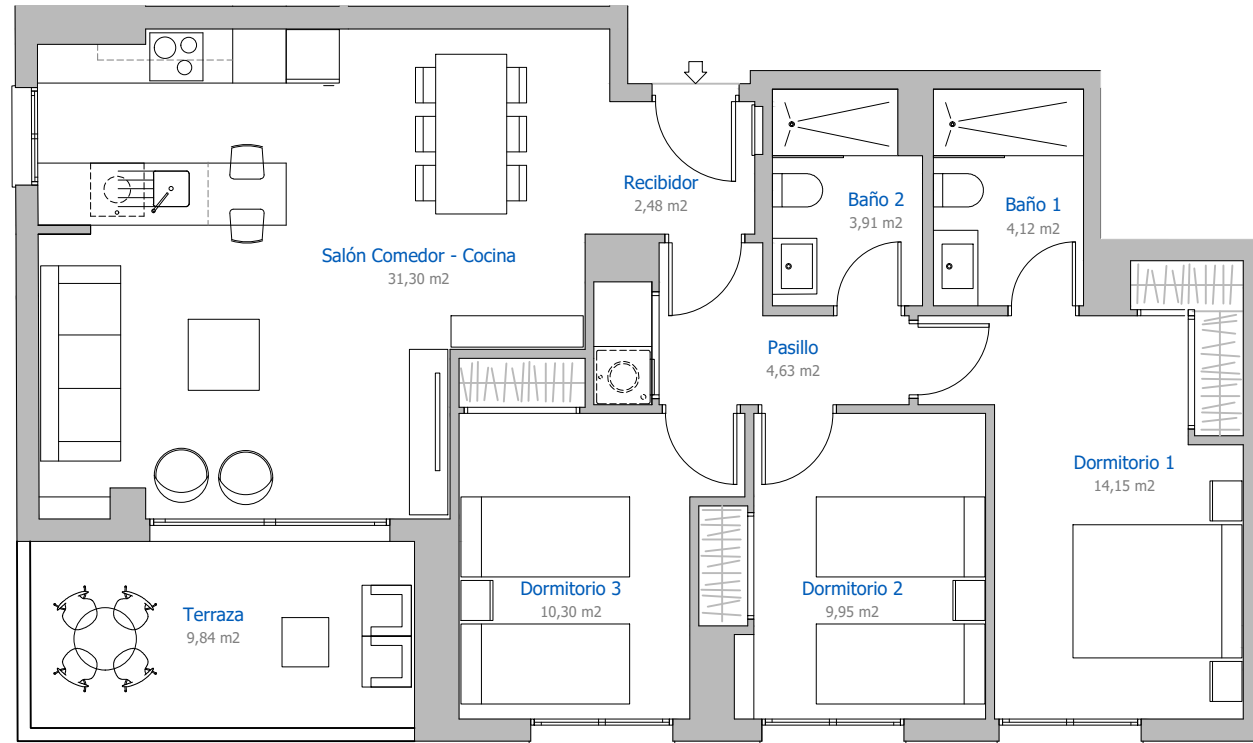 Recibidor
2,48 m2
Baño 2
3,91 m2
Baño 1
4,12 m2
Salón Comedor - Cocina
31,30 m2
Pasillo
4,63 m2
Dormitorio 1
14,15 m2
Dormitorio 3
10,30 m2
Dormitorio 2
9,95 m2
Terraza
9,84 m2